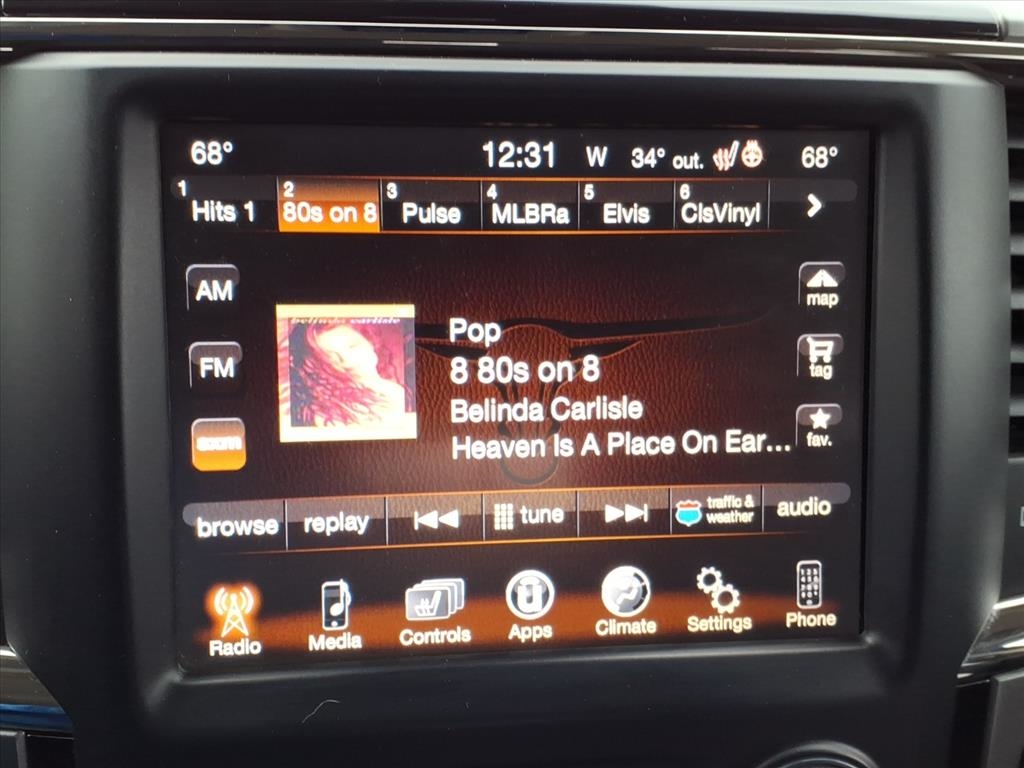 68° 12:31 W 34° out. 68°
1 2 3 4 5 6
Hits 1 80s on 8 Pulse MLBRa Elvis ClsVinyl
AM
map
belinda carlisle
Pop
FM
tag
8 80s on 8
Belinda Carlisle
fav.
sxm
Heaven Is A Place On Ear...
browse replay tune traffic &
weather audio
Radio Media Controls Apps Climate Settings Phone